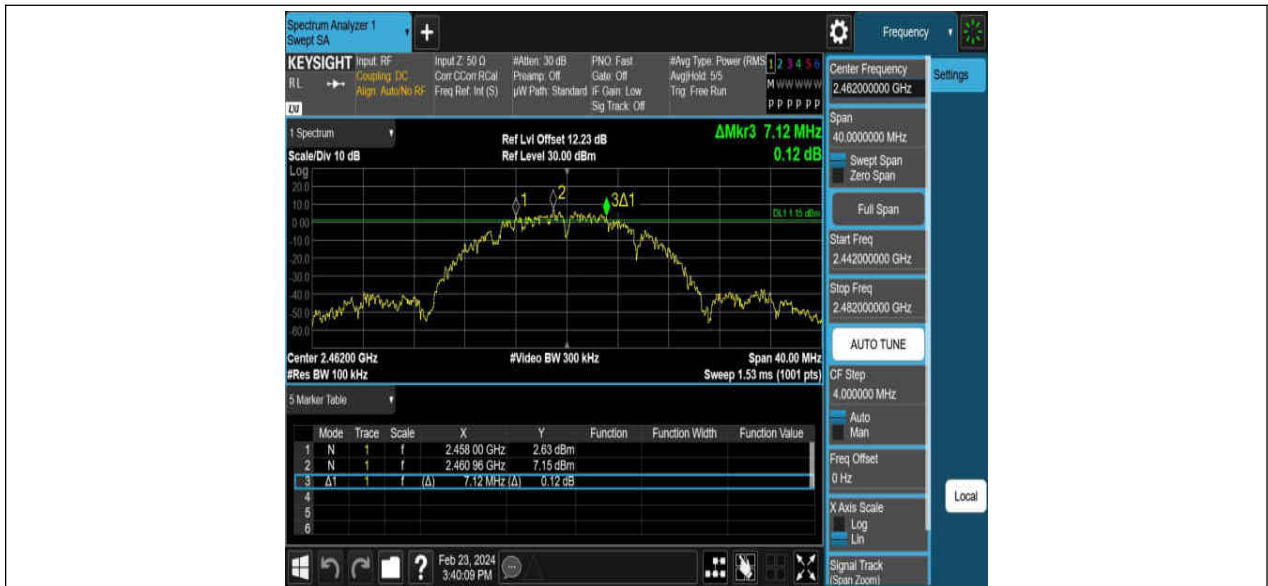 Spectrum Analyzer 1
Swept SA
+
Frequency
KEYSIGHT
RL
LXI
Input: RF
Coupling: DC
Align: Auto/No RF
Input Z: 50 Ω
Corr CCorr RCal
Freq Ref: Int (S)
#Atten: 30 dB
Preamp: Off
µW Path: Standard
PNO: Fast
Gate: Off
IF Gain: Low
Sig Track: Off
#Avg Type: Power (RMS
Avg|Hold: 5/5
Trig: Free Run
1 2 3 4 5 6
M W W W W W
P P P P P P
Center Frequency
2.462000000 GHz
Settings
1 Spectrum
Scale/Div 10 dB
Ref Lvl Offset 12.23 dB
Ref Level 30.00 dBm
ΔMkr3 7.12 MHz
0.12 dB
Span
40.0000000 MHz
Swept Span
Zero Span
Log
20.0
10.0
0.00
-10.0
-20.0
-30.0
-40.0
-50.0
-60.0
1
2
3Δ1
DL1 1.15 dBm
Full Span
Start Freq
2.442000000 GHz
Stop Freq
2.482000000 GHz
AUTO TUNE
Center 2.46200 GHz
#Video BW 300 kHz
Span 40.00 MHz
#Res BW 100 kHz
Sweep 1.53 ms (1001 pts)
CF Step
4.000000 MHz
Auto
Man
5 Marker Table
Mode Trace Scale X Y Function Function Width Function Value
1 N 1 f 2.458 00 GHz 2.63 dBm
2 N 1 f 2.460 96 GHz 7.15 dBm
3 Δ1 1 f (Δ) 7.12 MHz (Δ) 0.12 dB
4
5
6
Freq Offset
0 Hz
X Axis Scale
Log
Lin
Local
Signal Track
(Span Zoom)
?
Feb 23, 2024
3:40:09 PM